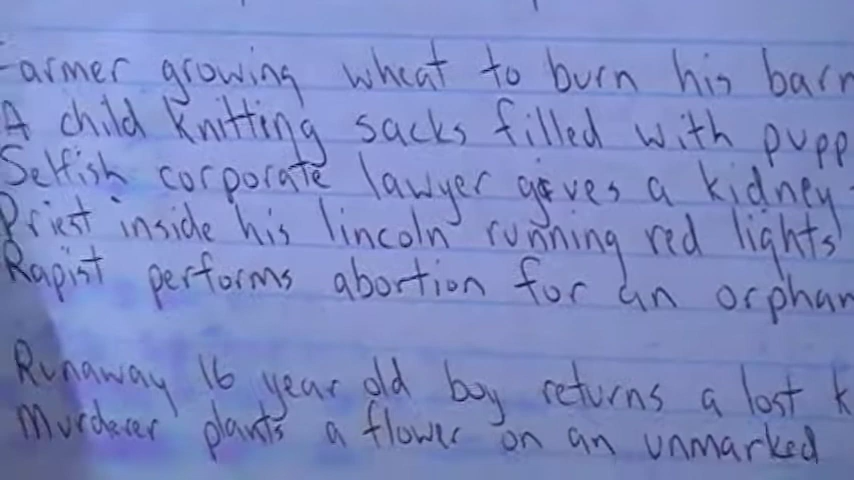 Farmer growing wheat to burn his barn
A child knitting sacks filled with pupp
Selfish corporate lawyer gives a kidney
Priest inside his lincoln running red lights
Rapist performs abortion for an orphan
Runaway 16 year old boy returns a lost k
Murderer plants a flower on an unmarked